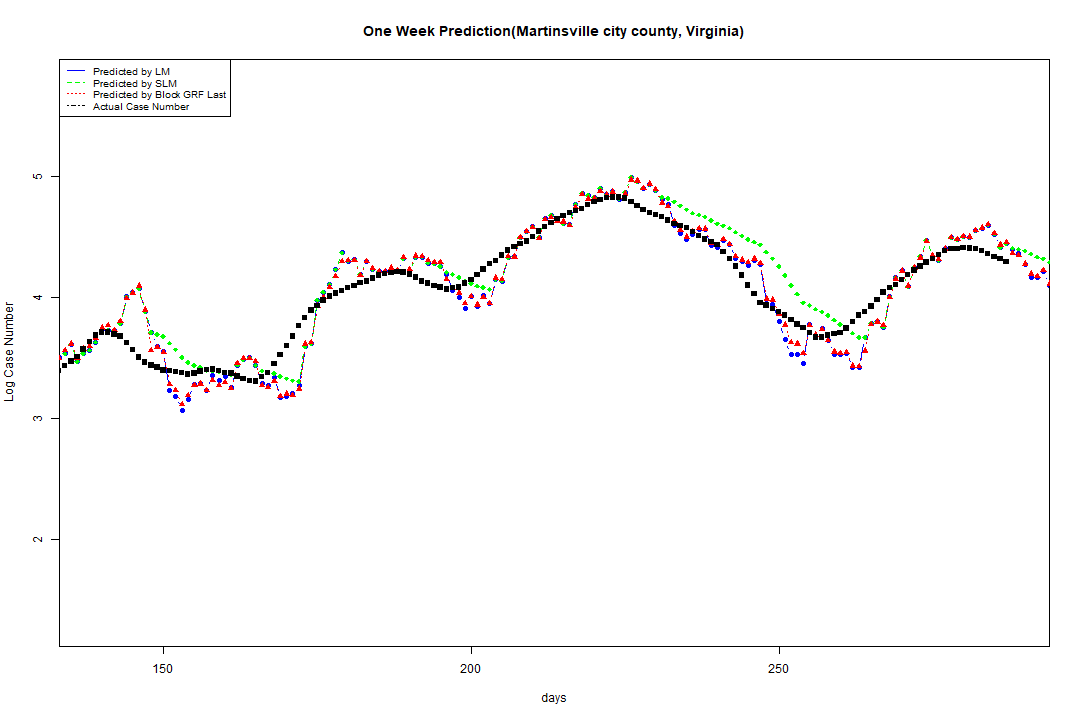 One Week Prediction(Martinsville city county, Virginia)
Predicted by LM
Predicted by SLM
Predicted by Block GRF Last
Actual Case Number
5
4
3
2
Log Case Number
150 200 250
days